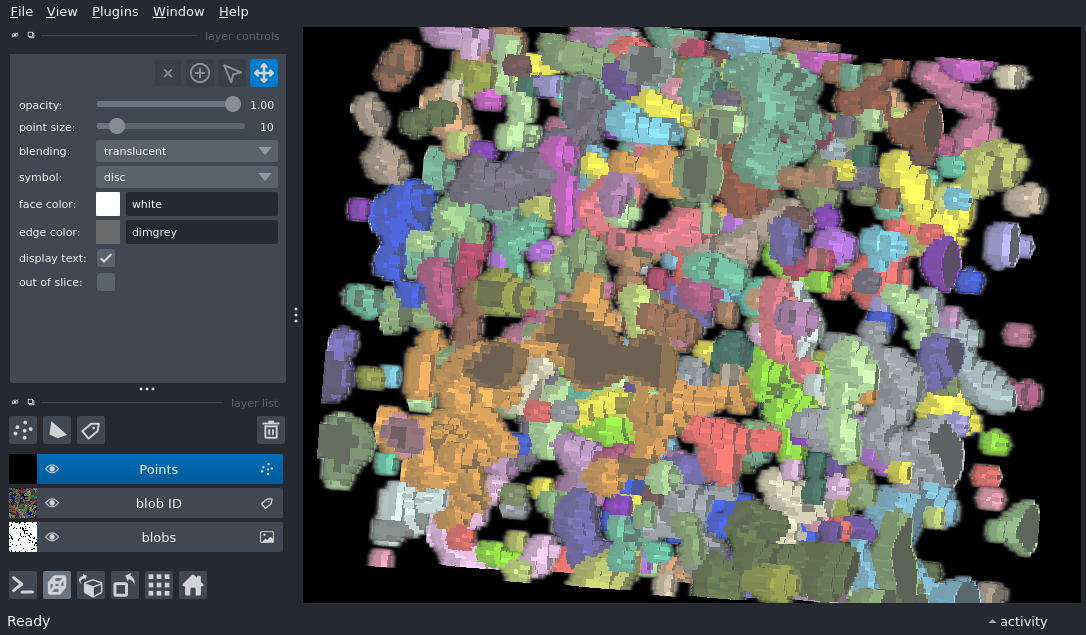 File View Plugins Window Help
layer controls
opacity: 1.00
point size: 10
blending: translucent
symbol: disc
face color: white
edge color: dimgrey
display text:
out of slice:
layer list
Points
blob ID
blobs
Ready activity